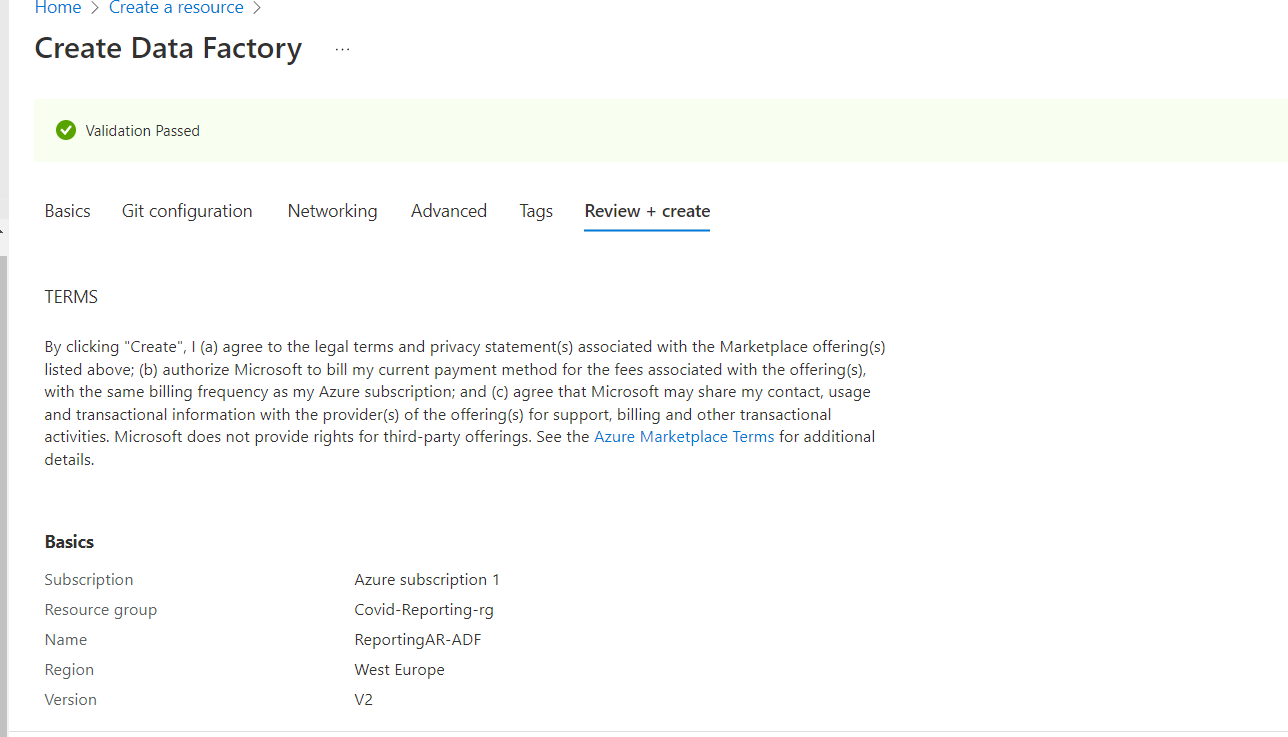 Home > Create a resource >
Create Data Factory ...
Validation Passed
Basics Git configuration Networking Advanced Tags Review + create
TERMS
By clicking "Create", I (a) agree to the legal terms and privacy statement(s) associated with the Marketplace offering(s)
listed above; (b) authorize Microsoft to bill my current payment method for the fees associated with the offering(s),
with the same billing frequency as my Azure subscription; and (c) agree that Microsoft may share my contact, usage
and transactional information with the provider(s) of the offering(s) for support, billing and other transactional
activities. Microsoft does not provide rights for third-party offerings. See the Azure Marketplace Terms for additional
details.
Basics
Subscription Azure subscription 1
Resource group Covid-Reporting-rg
Name ReportingAR-ADF
Region West Europe
Version V2